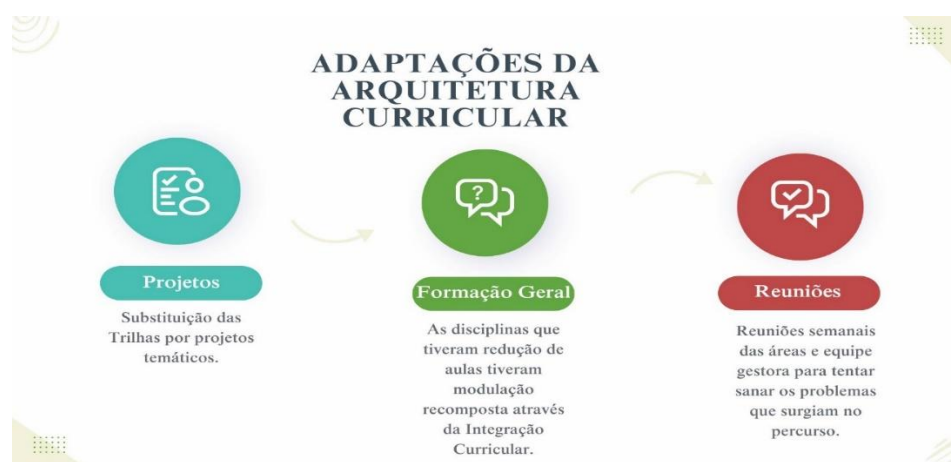 ADAPTAÇÕES DA
ARQUITETURA
CURRICULAR
Projetos
Substituição das
Trilhas por projetos
temáticos.
?
Formação Geral
As disciplinas que
tiveram redução de
aulas tiveram
modulação
recomposta através
da Integração
Curricular.
Reuniões
Reuniões semanais
das áreas e equipe
gestora para tentar
sanar os problemas
que surgiam no
percurso.